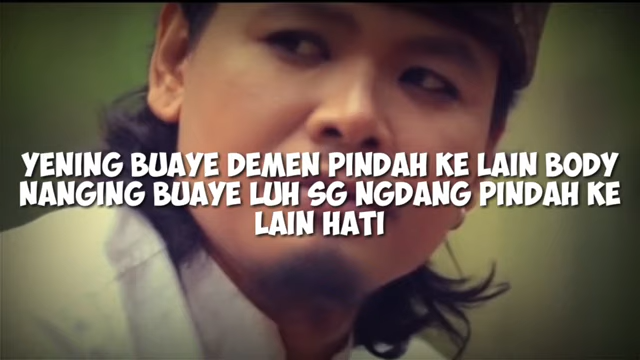 YENING BUAYE DEMEN PINDAH KE LAIN BODY
NANGING BUAYE LUH SG NGDANG PINDAH KE
LAIN HATI